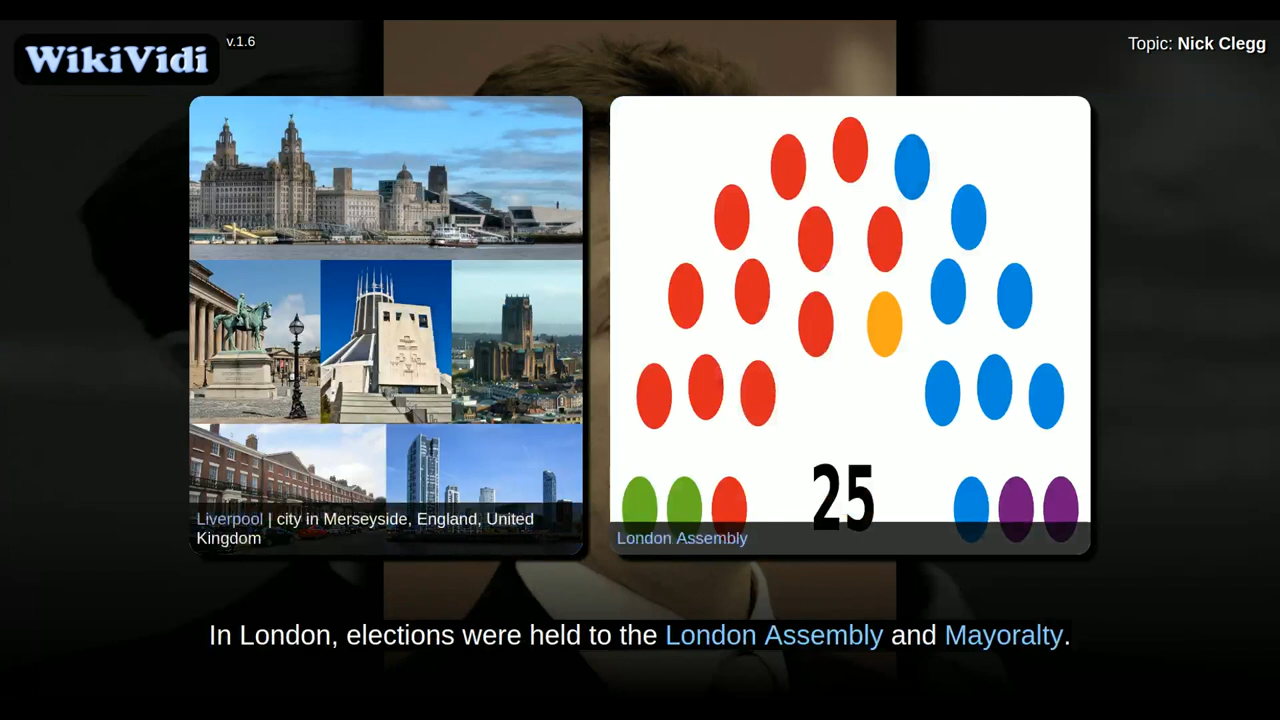 WikiVidi
v.1.6
Topic: Nick Clegg
25
Liverpool | city in Merseyside, England, United
Kingdom
London Assembly
In London, elections were held to the London Assembly and Mayoralty.